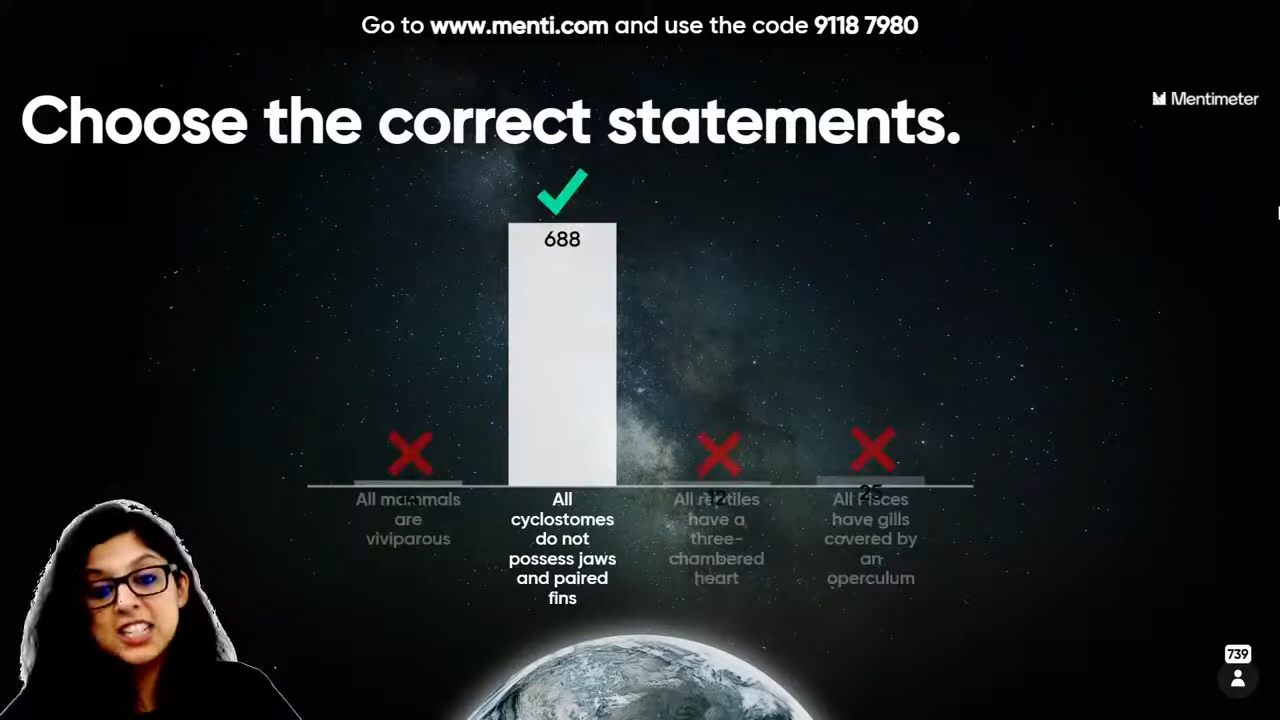 Go to www.menti.com and use the code 9118 7980
Mentimeter
Choose the correct statements.
688
12
25
All mammals
are
viviparous
All
cyclostomes
do not
possess jaws
and paired
fins
All reptiles
have a
three-
chambered
heart
All Pisces
have gills
covered by
an
operculum
739